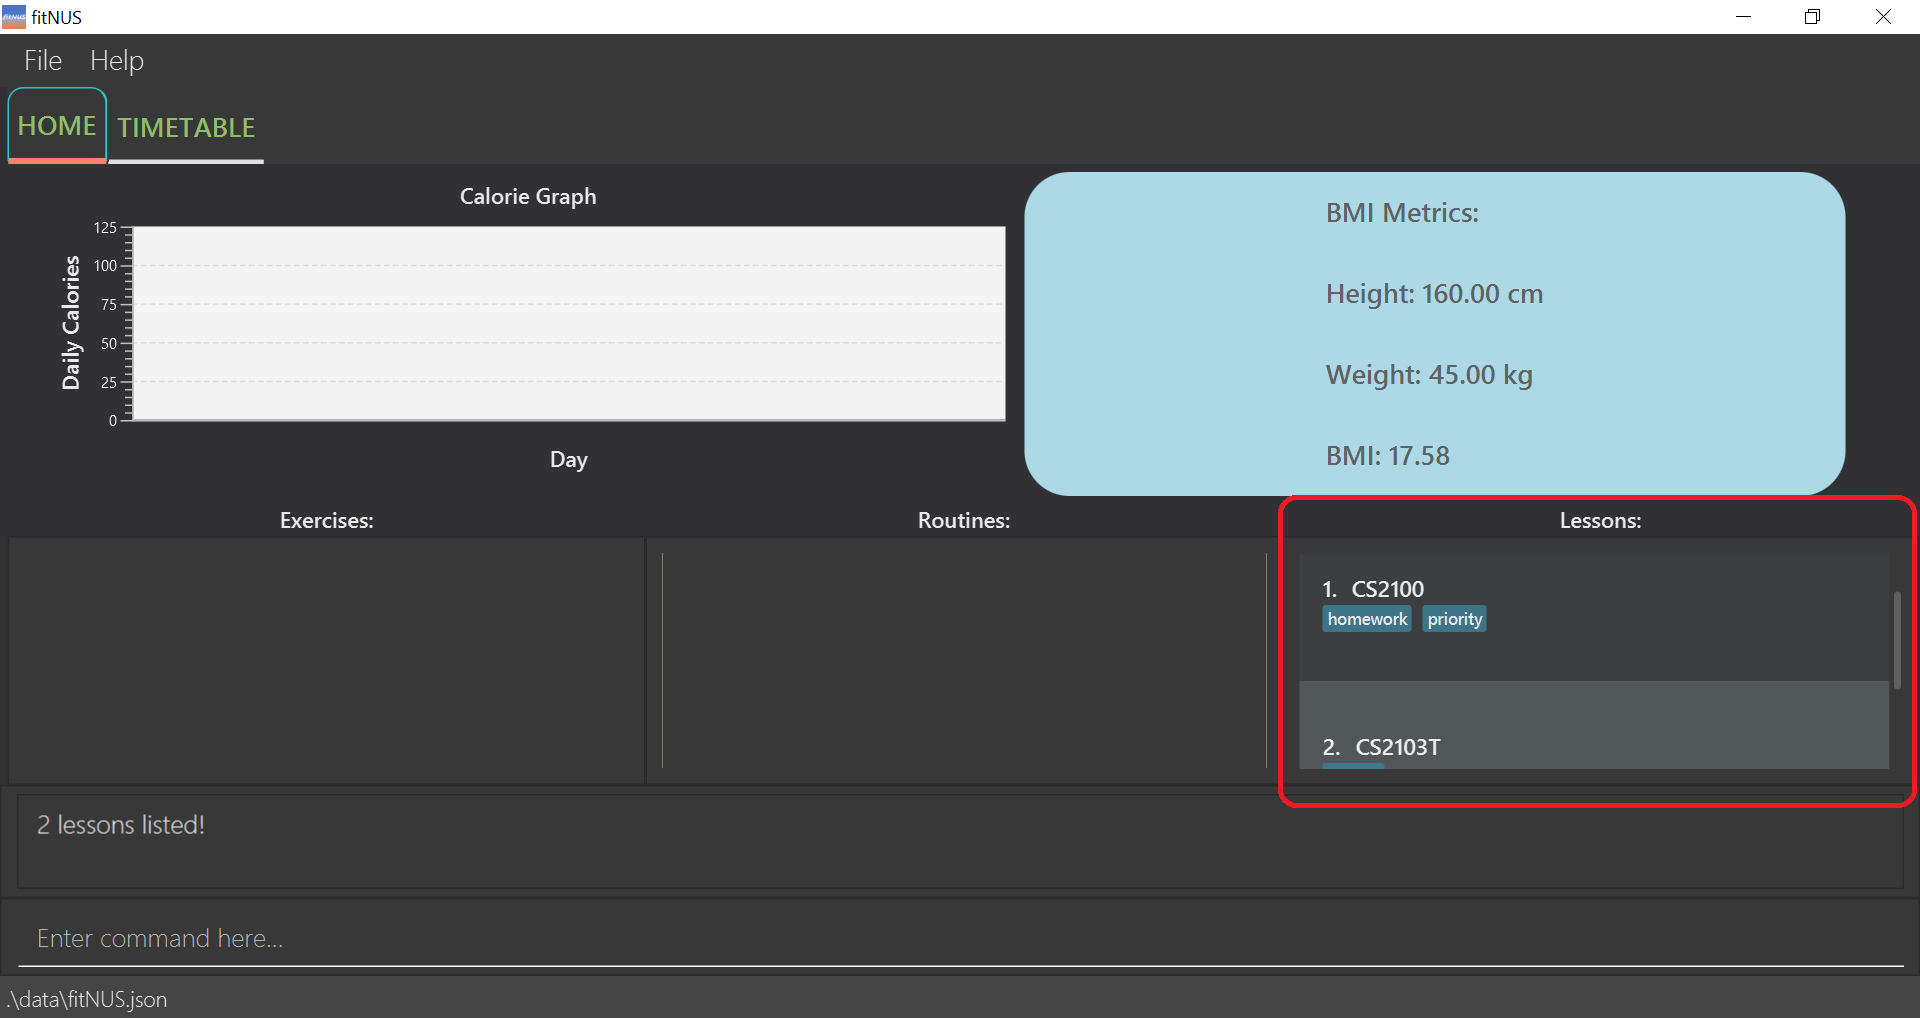 fitNUS
File Help
HOME TIMETABLE
Calorie Graph
125
100
75
50
25
0
Daily Calories
Day
BMI Metrics:
Height: 160.00 cm
Weight: 45.00 kg
BMI: 17.58
Exercises:
Routines:
Lessons:
1. CS2100
homework priority
2. CS2103T
2 lessons listed!
Enter command here...
.\data\fitNUS.json